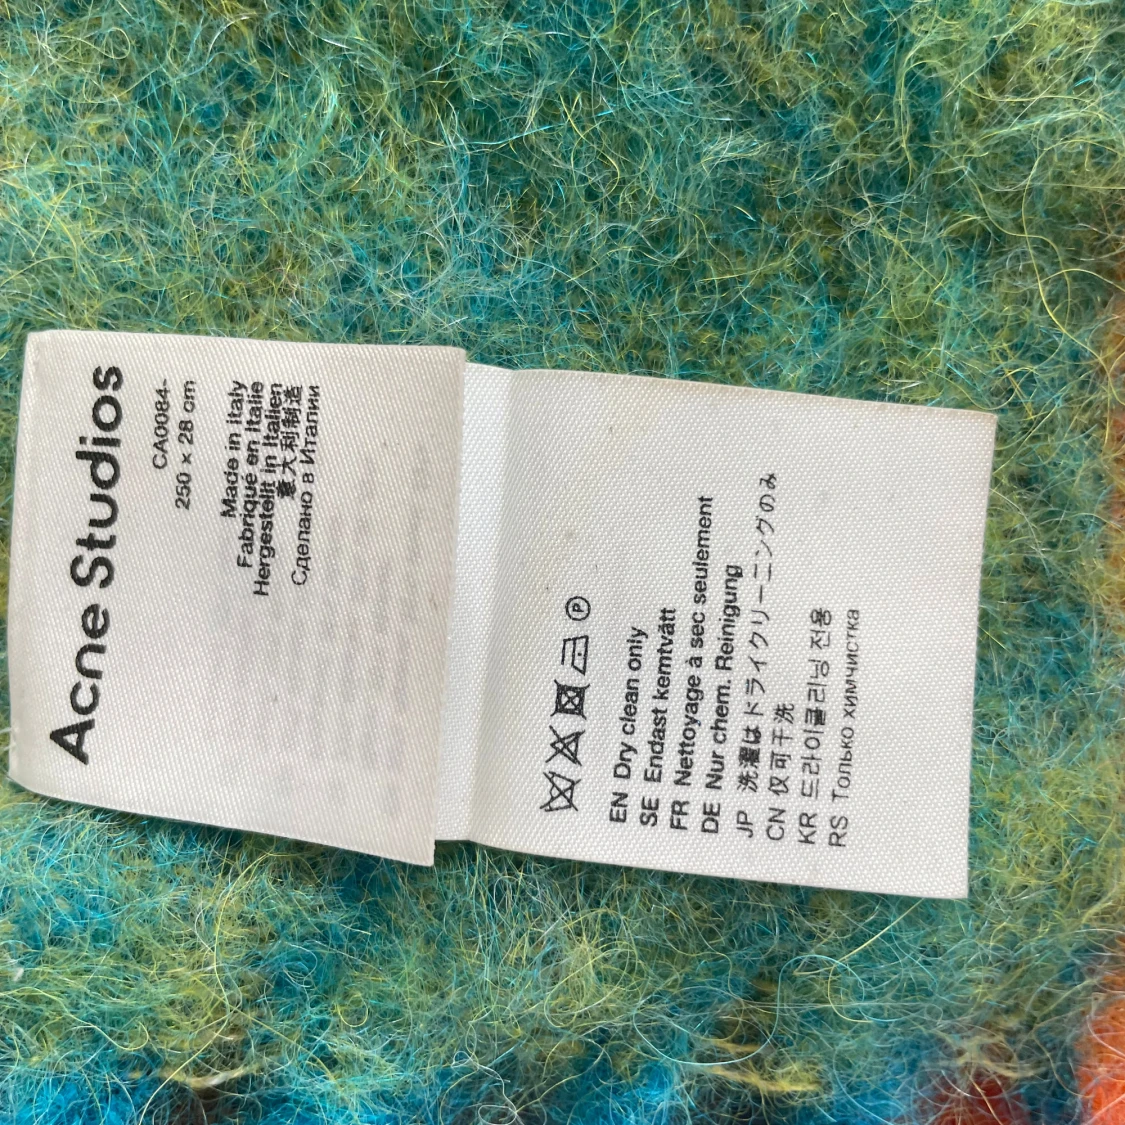 Acne Studios
CA0084-
250 × 28 cm
Made in italy
Fabriqué en Italie
Hergestellt in Italien
意大利制造
Сделано в Италии
P
EN Dry clean only
SE Endast kemtvätt
FR Nettoyage à sec seulement
DE Nur chem. Reinigung
JP 洗濯はドライクリーニングのみ
CN 仅可干洗
KR 드라이클리닝 전용
RS Только химчистка